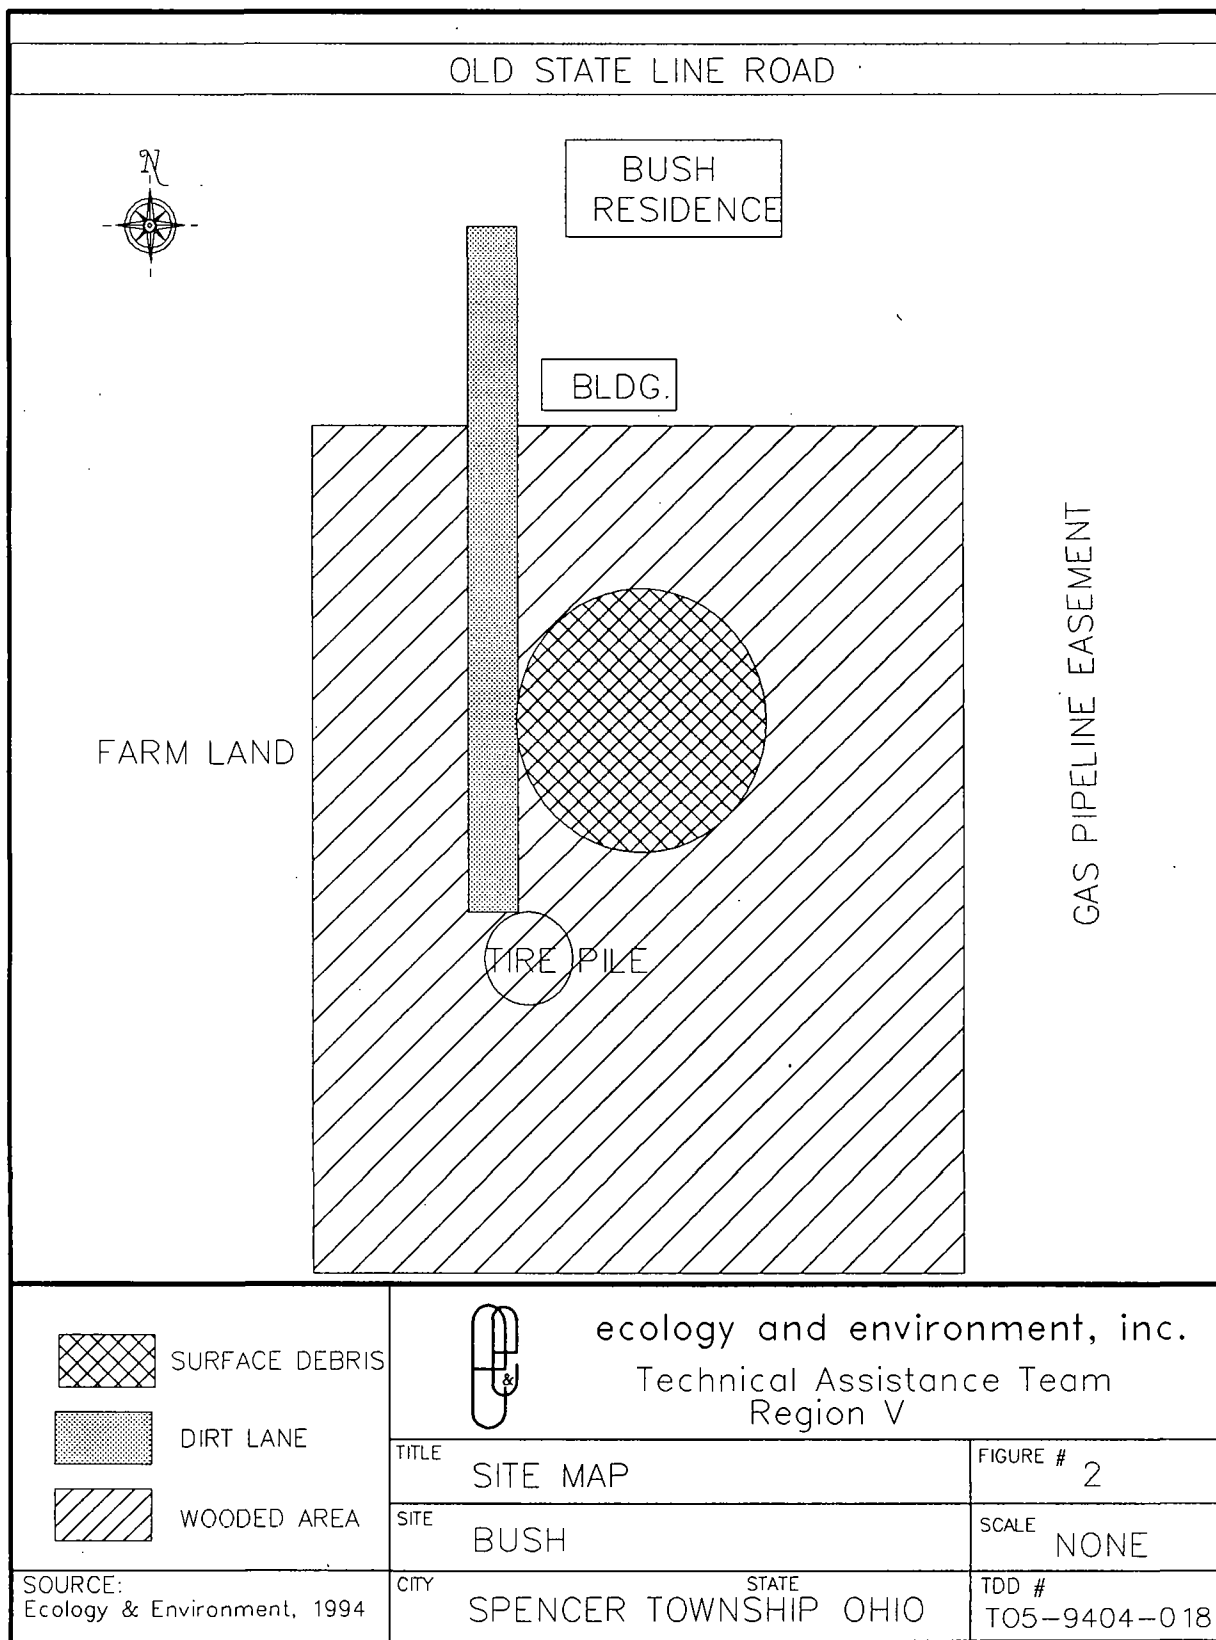 OLD STATE LINE ROAD
N
BUSH
RESIDENCE
BLDG.
FARM LAND
GAS PIPELINE EASEMENT
TIRE PILE
SURFACE DEBRIS
DIRT LANE
WOODED AREA
SOURCE:
Ecology & Environment, 1994
&
ecology and environment, inc.
Technical Assistance Team
Region V
TITLE
SITE MAP
FIGURE # 2
SITE
BUSH
SCALE NONE
CITY STATE
SPENCER TOWNSHIP OHIO
TDD #
T05-9404-018